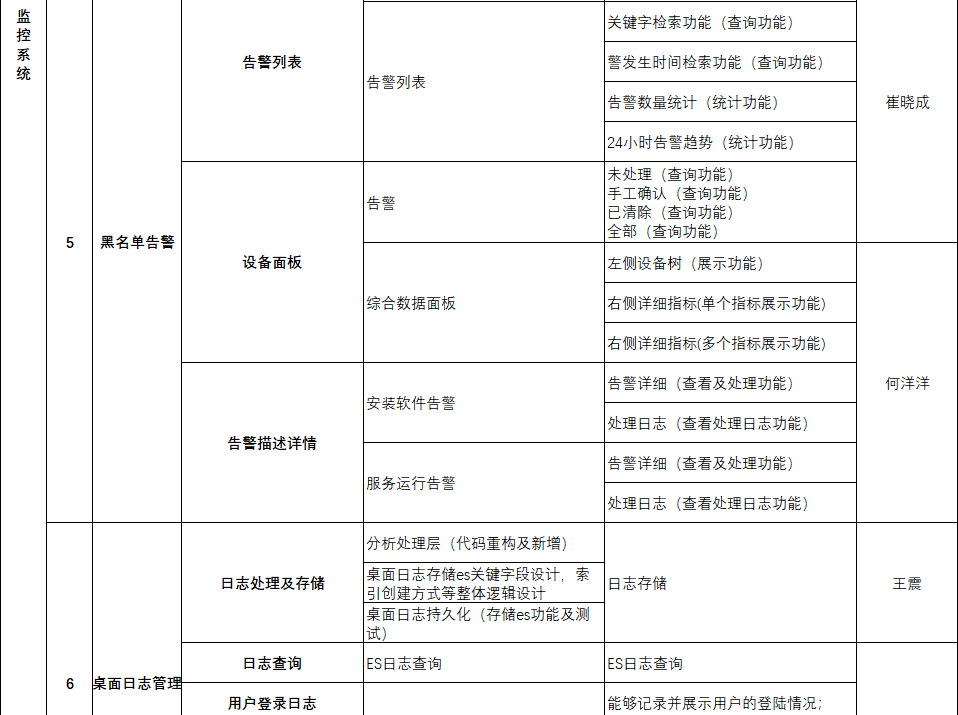 监
控
系
统
5
黑名单告警
告警列表
告警列表
关键字检索功能（查询功能）
警发生时间检索功能（查询功能）
告警数量统计（统计功能）
24小时告警趋势（统计功能）
崔晓成
设备面板
告警
未处理（查询功能）
手工确认（查询功能）
已清除（查询功能）
全部（查询功能）
综合数据面板
左侧设备树（展示功能）
右侧详细指标(单个指标展示功能)
右侧详细指标(多个指标展示功能)
何洋洋
告警描述详情
安装软件告警
告警详细（查看及处理功能）
处理日志（查看处理日志功能）
服务运行告警
告警详细（查看及处理功能）
处理日志（查看处理日志功能）
6
桌面日志管理
日志处理及存储
分析处理层（代码重构及新增）
桌面日志存储es关键字段设计，索
引创建方式等整体逻辑设计
桌面日志持久化（存储es功能及测
试）
日志存储
王震
日志查询
ES日志查询
ES日志查询
用户登录日志
能够记录并展示用户的登陆情况；